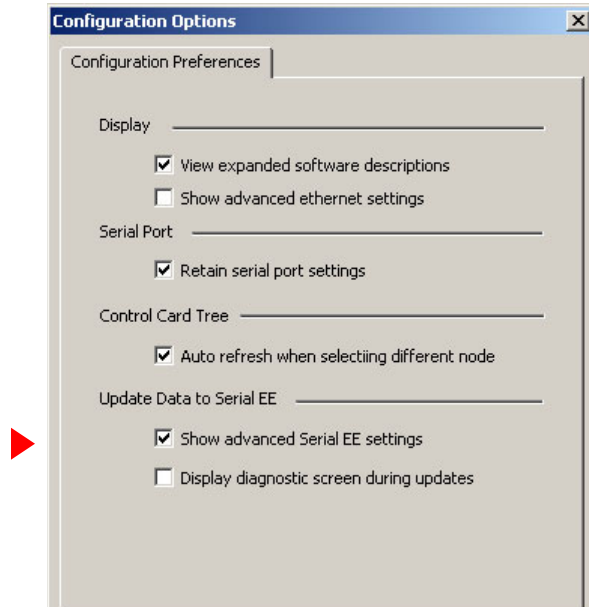 Configuration Options
Configuration Preferences
Display
View expanded software descriptions
Show advanced ethernet settings
Serial Port
Retain serial port settings
Control Card Tree
Auto refresh when selectiing different node
Update Data to Serial EE
Show advanced Serial EE settings
Display diagnostic screen during updates